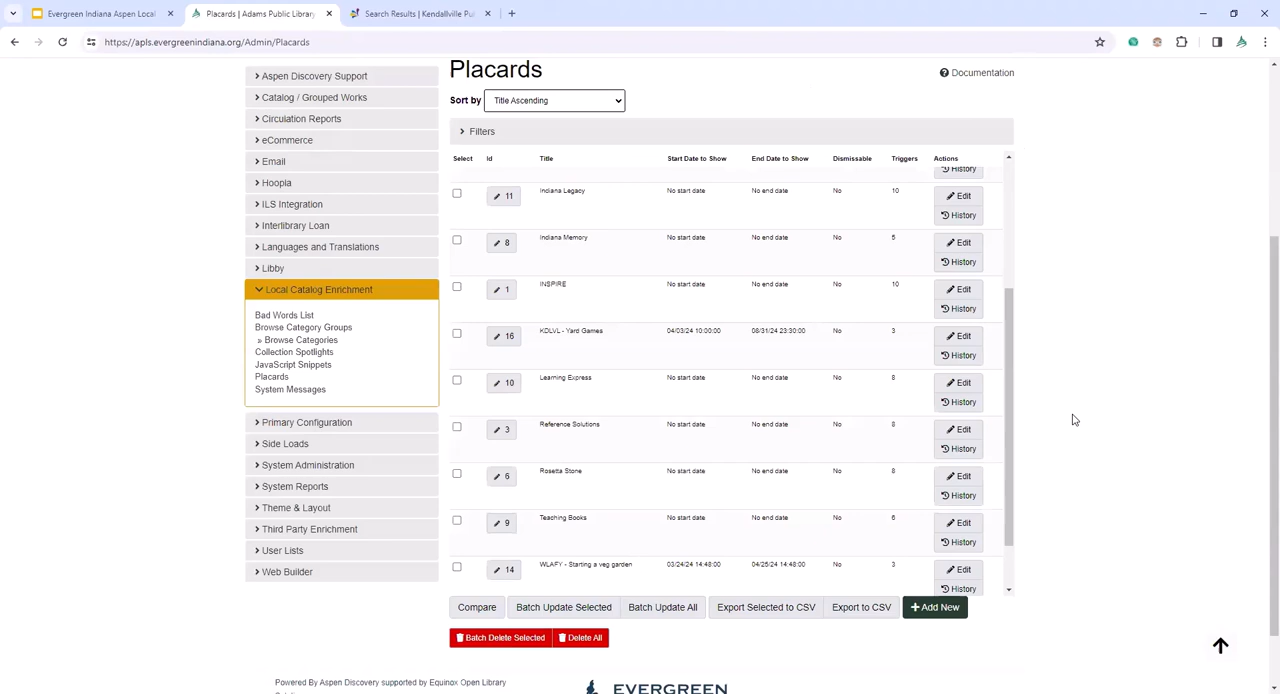 Evergreen Indiana Aspen Local
Placards | Adams Public Library
Search Results | Kendallville Pu
https://apls.evergreenindiana.org/Admin/Placards
Aspen Discovery Support
Catalog / Grouped Works
Circulation Reports
eCommerce
Email
Hoopla
ILS Integration
Interlibrary Loan
Languages and Translations
Libby
Local Catalog Enrichment
Bad Words List
Browse Category Groups
» Browse Categories
Collection Spotlights
JavaScript Snippets
Placards
System Messages
Primary Configuration
Side Loads
System Administration
System Reports
Theme & Layout
Third Party Enrichment
User Lists
Web Builder
Placards
Documentation
Sort by Title Ascending
Filters
Select Id Title Start Date to Show End Date to Show Dismissable Triggers Actions
History
11 Indiana Legacy No start date No end date No 10 Edit
History
8 Indiana Memory No start date No end date No 5 Edit
History
1 INSPIRE No start date No end date No 10 Edit
History
16 KDLVL - Yard Games 04/03/24 10:00:00 08/31/24 23:30:00 No 3 Edit
History
10 Learning Express No start date No end date No 8 Edit
History
3 Reference Solutions No start date No end date No 8 Edit
History
6 Rosetta Stone No start date No end date No 8 Edit
History
9 Teaching Books No start date No end date No 6 Edit
History
14 WLAFY - Starting a veg garden 03/24/24 14:48:00 04/25/24 14:48:00 No 3 Edit
History
Compare Batch Update Selected Batch Update All Export Selected to CSV Export to CSV Add New
Batch Delete Selected Delete All
Powered By Aspen Discovery supported by Equinox Open Library
EVERGREEN